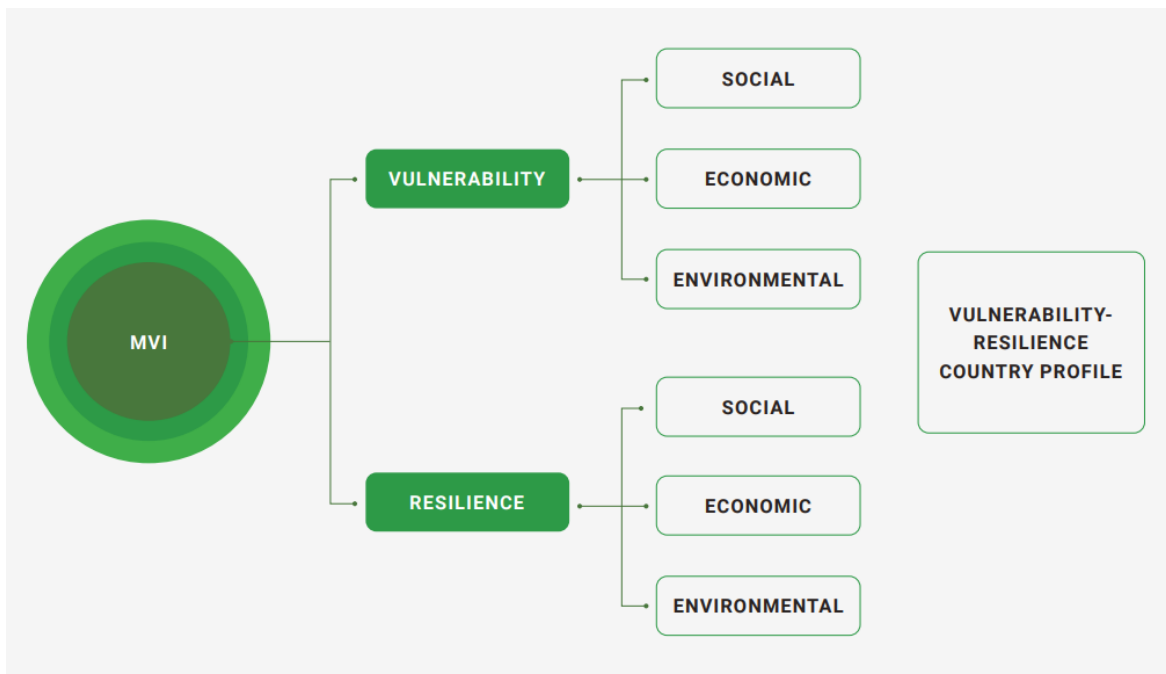 MVI
VULNERABILITY
SOCIAL
ECONOMIC
ENVIRONMENTAL
RESILIENCE
SOCIAL
ECONOMIC
ENVIRONMENTAL
VULNERABILITY-
RESILIENCE
COUNTRY PROFILE